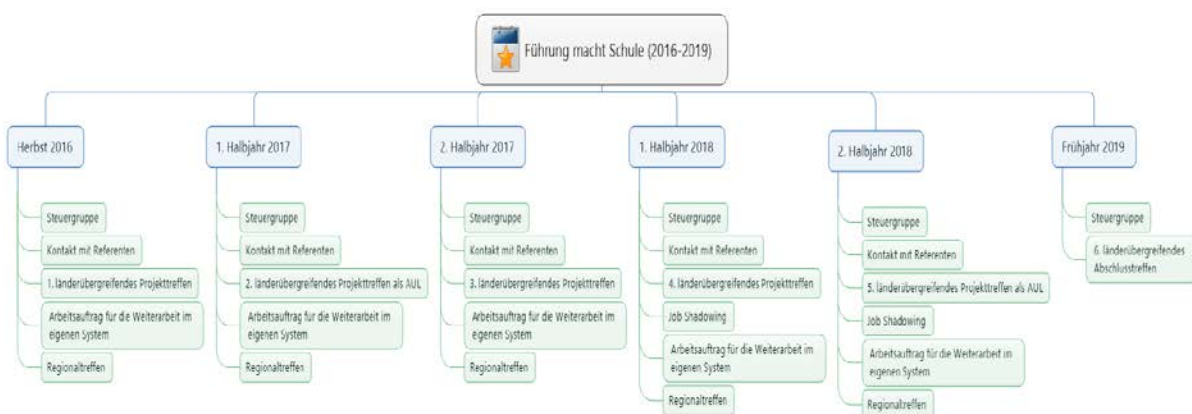 Führung macht Schule (2016-2019)
Herbst 2016
Steuergruppe
Kontakt mit Referenten
1. länderübergreifendes Projekttreffen
Arbeitsauftrag für die Weiterarbeit im
eigenen System
Regionaltreffen
1. Halbjahr 2017
Steuergruppe
Kontakt mit Referenten
2. länderübergreifendes Projekttreffen als AUL
Arbeitsauftrag für die Weiterarbeit im
eigenen System
Regionaltreffen
2. Halbjahr 2017
Steuergruppe
Kontakt mit Referenten
3. länderübergreifendes Projekttreffen
Arbeitsauftrag für die Weiterarbeit im
eigenen System
Regionaltreffen
1. Halbjahr 2018
Steuergruppe
Kontakt mit Referenten
4. länderübergreifendes Projekttreffen
Job Shadowing
Arbeitsauftrag für die Weiterarbeit im
eigenen System
Regionaltreffen
2. Halbjahr 2018
Steuergruppe
Kontakt mit Referenten
5. länderübergreifendes Projekttreffen als AUL
Job Shadowing
Arbeitsauftrag für die Weiterarbeit im
eigenen System
Regionaltreffen
Frühjahr 2019
Steuergruppe
6. länderübergreifendes
Abschlusstreffen